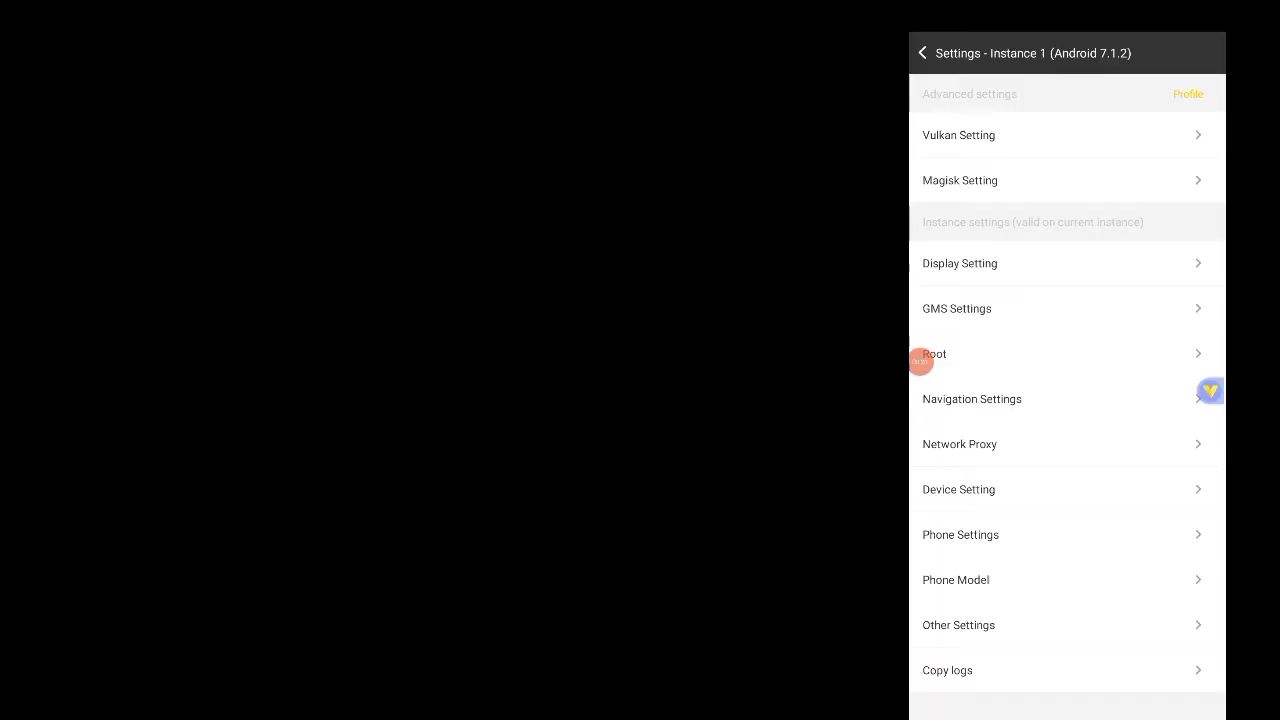 Settings - Instance 1 (Android 7.1.2)
Advanced settings
Profile
Vulkan Setting
Magisk Setting
Instance settings (valid on current instance)
Display Setting
GMS Settings
Root
Navigation Settings
Network Proxy
Device Setting
Phone Settings
Phone Model
Other Settings
Copy logs